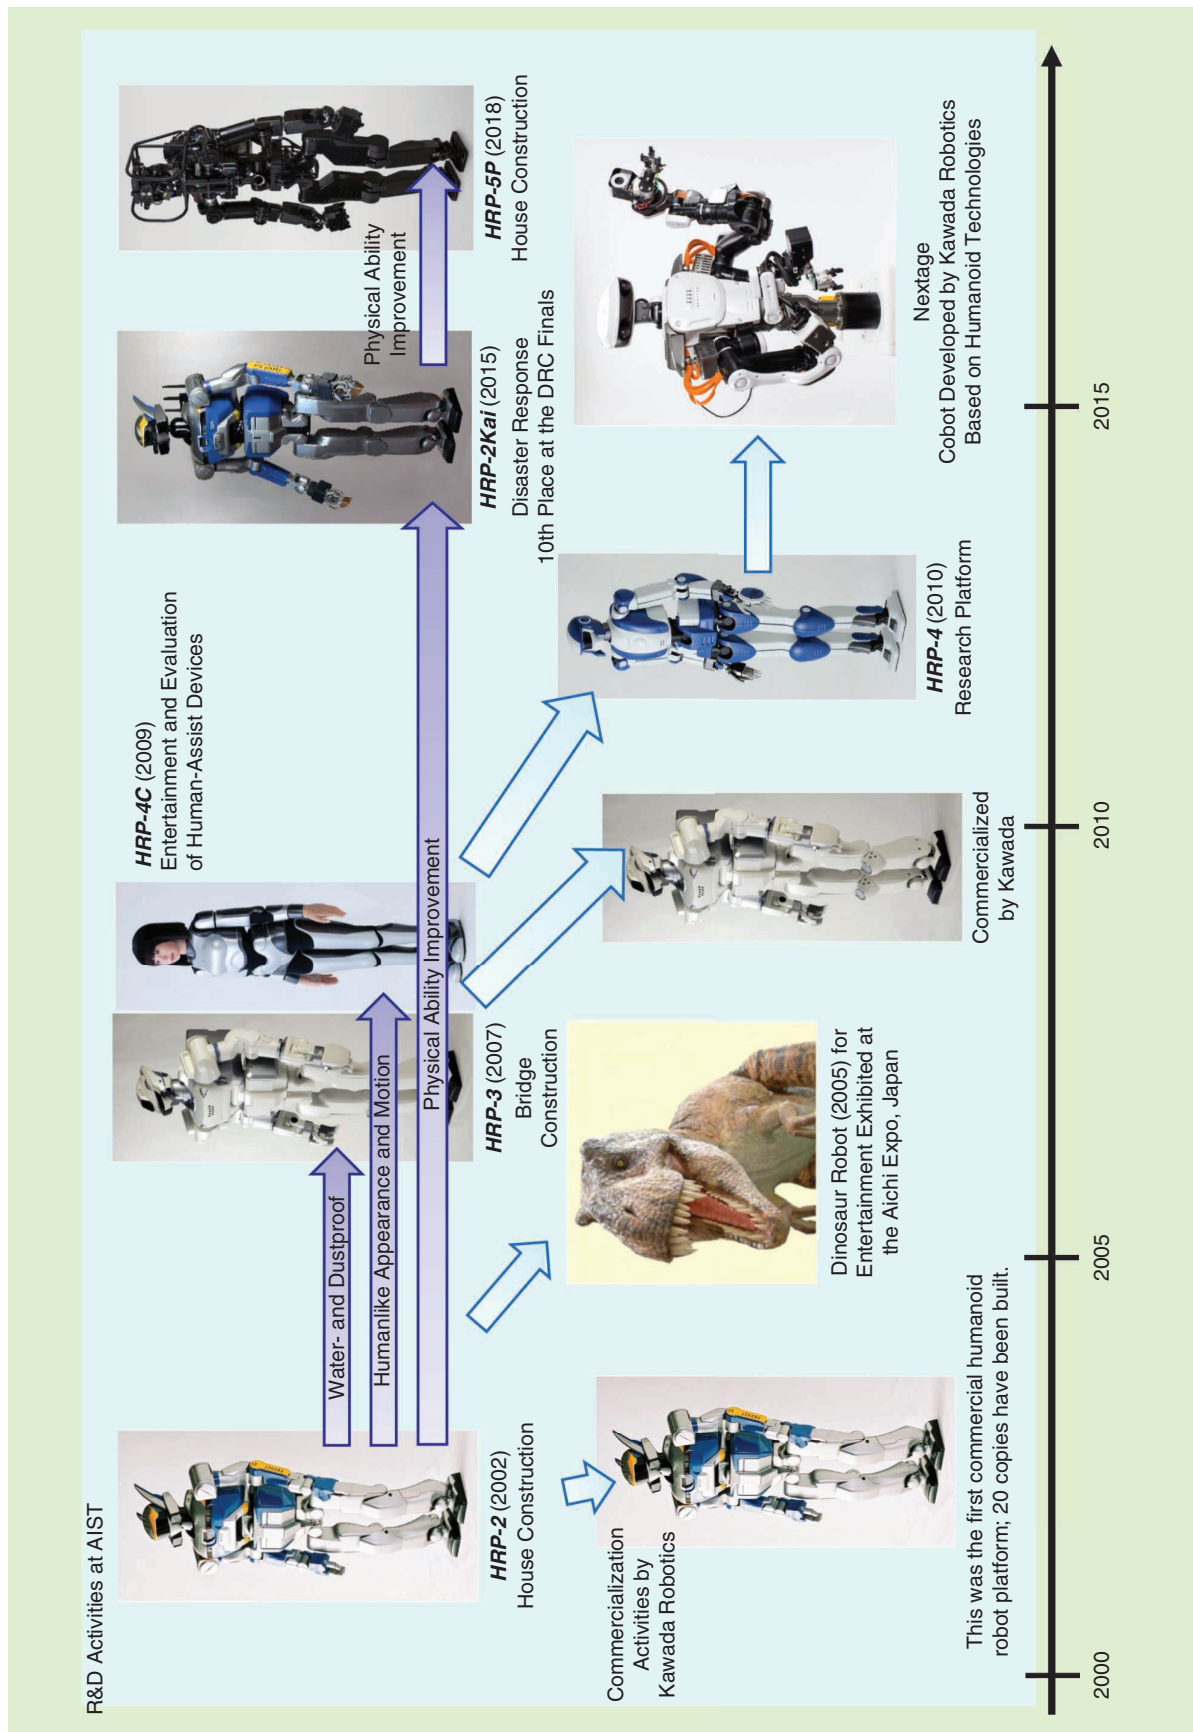 R&D Activities at AIST
HRP-2 (2002)
House Construction
Water- and Dustproof
Humanlike Appearance and Motion
Physical Ability Improvement
HRP-3 (2007)
Bridge
Construction
HRP-4C (2009)
Entertainment and Evaluation
of Human-Assist Devices
HRP-2Kai (2015)
Disaster Response
10th Place at the DRC Finals
Physical Ability
Improvement
HRP-5P (2018)
House Construction
Commercialization
Activities by
Kawada Robotics
This was the first commercial humanoid
robot platform; 20 copies have been built.
Dinosaur Robot (2005) for
Entertainment Exhibited at
the Aichi Expo, Japan
Commercialized
by Kawada
HRP-4 (2010)
Research Platform
Nextage
Cobot Developed by Kawada Robotics
Based on Humanoid Technologies
2000
2005
2010
2015